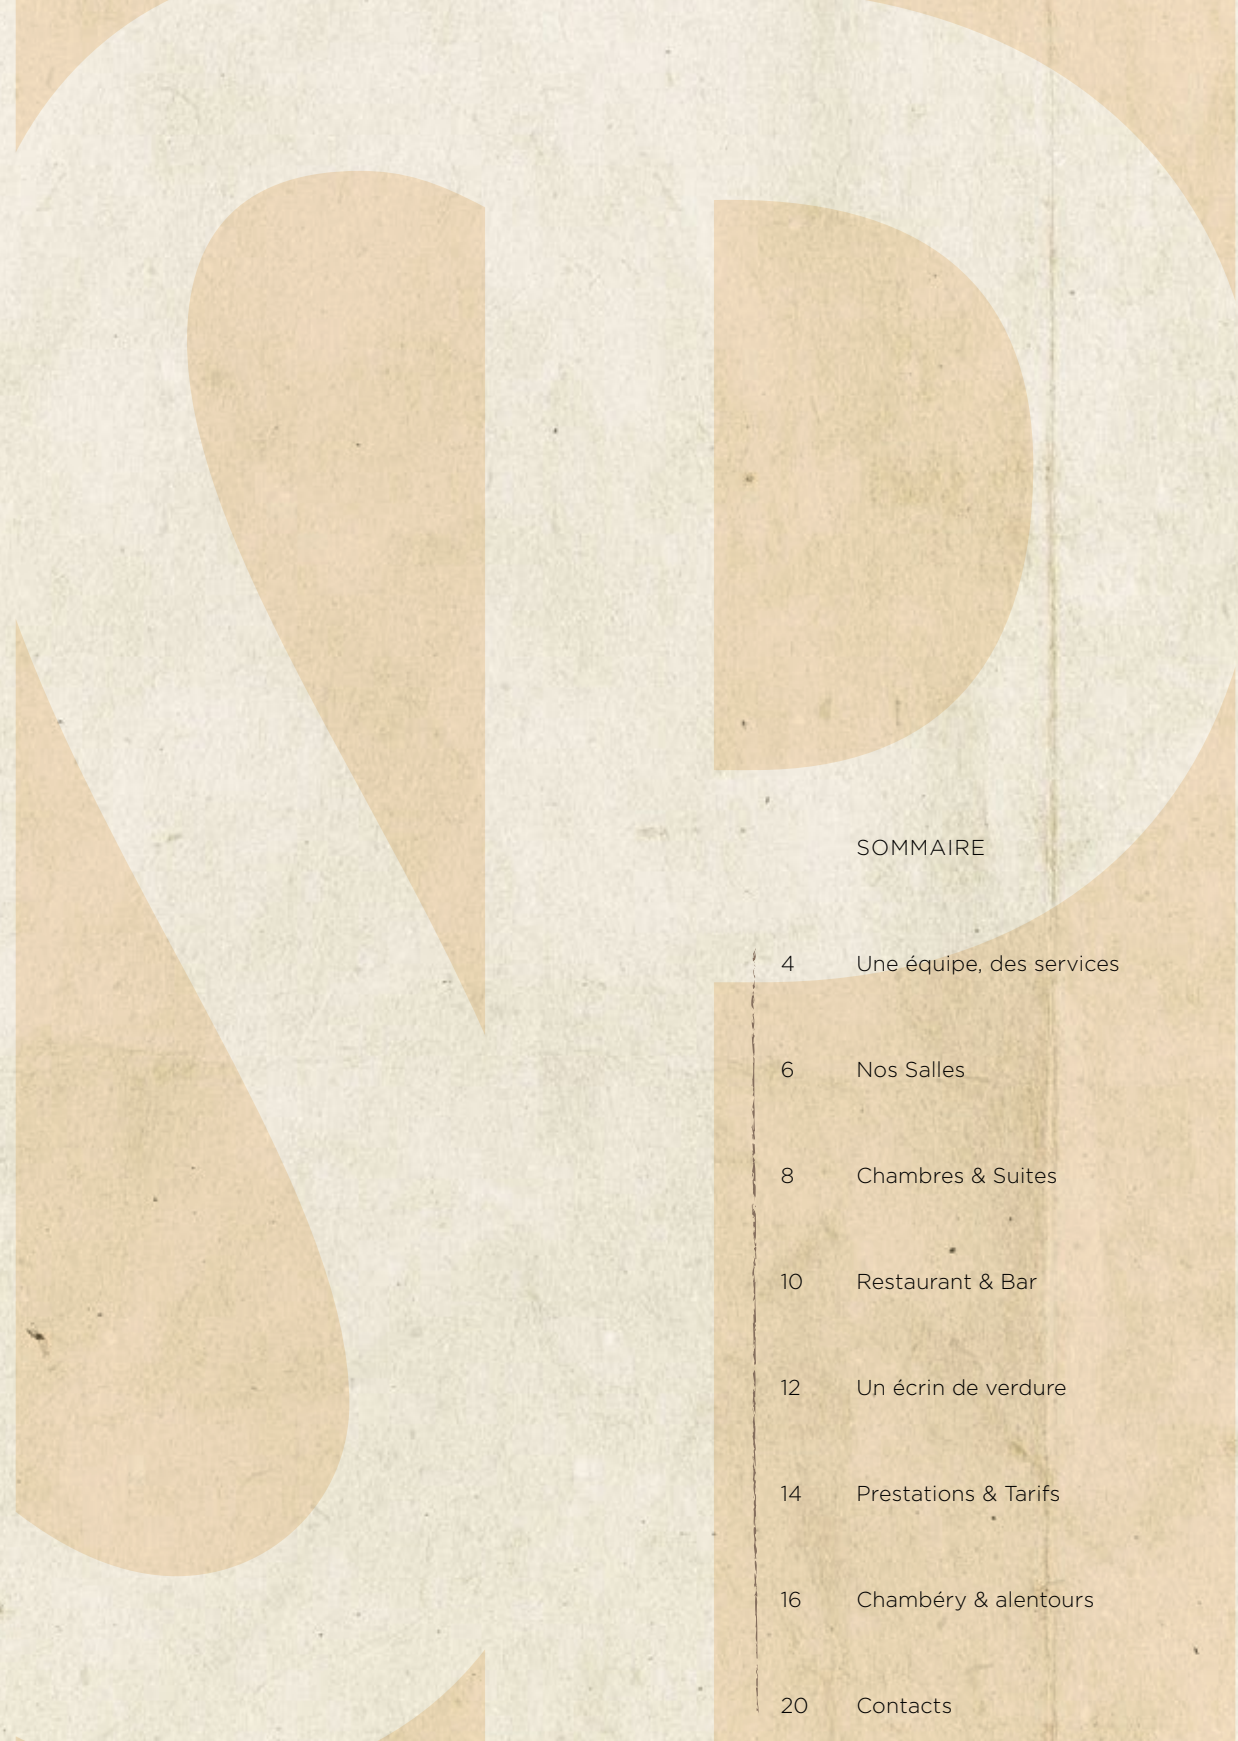 SOMMAIRE
4 Une équipe, des services
6 Nos Salles
8 Chambres & Suites
10 Restaurant & Bar
12 Un écrin de verdure
14 Prestations & Tarifs
16 Chambéry & alentours
20 Contacts